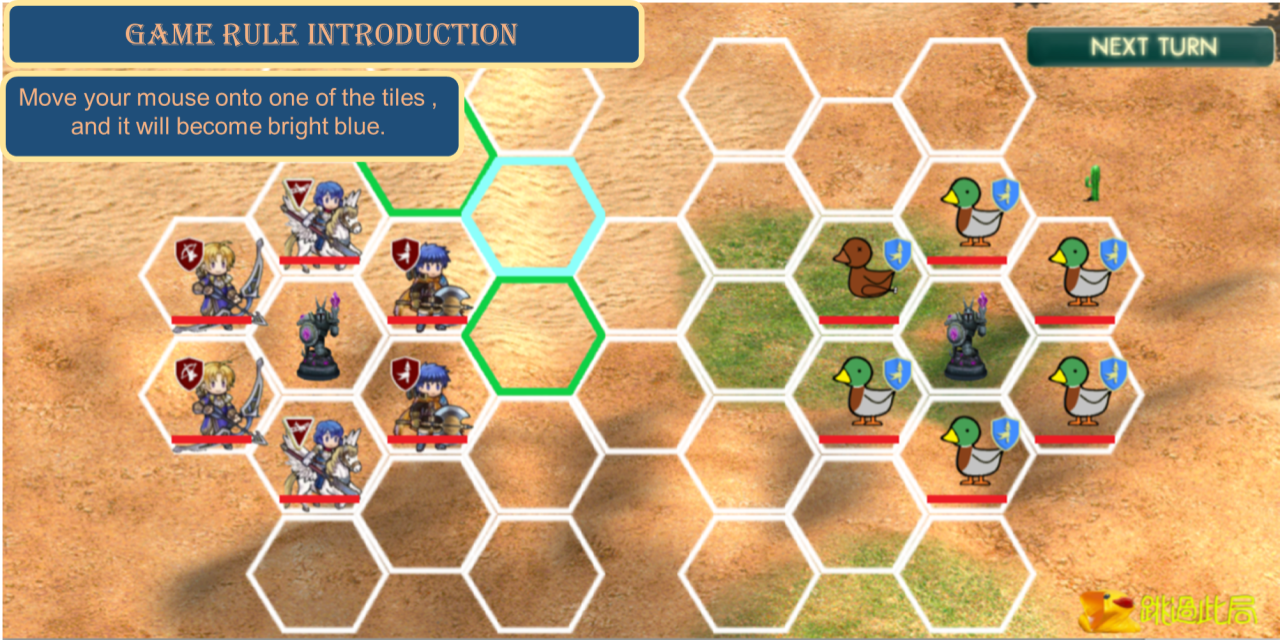 GAME RULE INTRODUCTION
NEXT TURN
Move your mouse onto one of the tiles ,
and it will become bright blue.
跳過此局